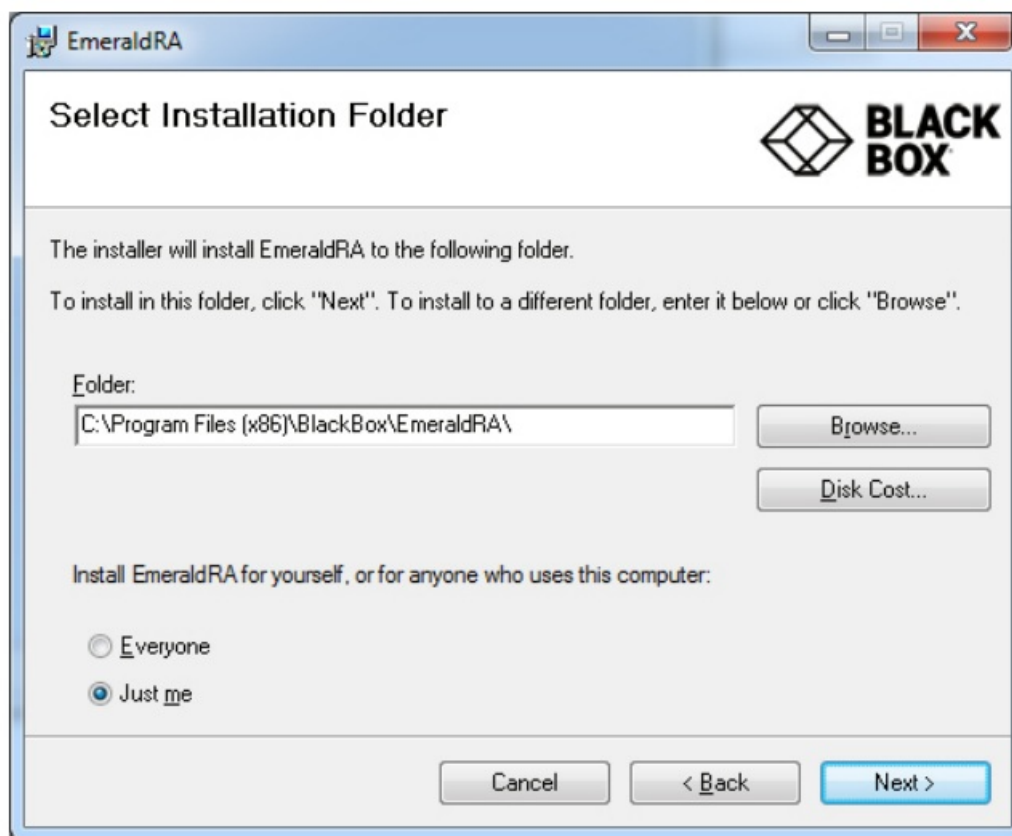 EmeraldRA
Select Installation Folder
BLACK
BOX
The installer will install EmeraldRA to the following folder.
To install in this folder, click "Next". To install to a different folder, enter it below or click "Browse".
Folder:
C:\Program Files (x86)\BlackBox\EmeraldRA\
Browse...
Disk Cost...
Install EmeraldRA for yourself, or for anyone who uses this computer:
Everyone
Just me
Cancel
< Back
Next >